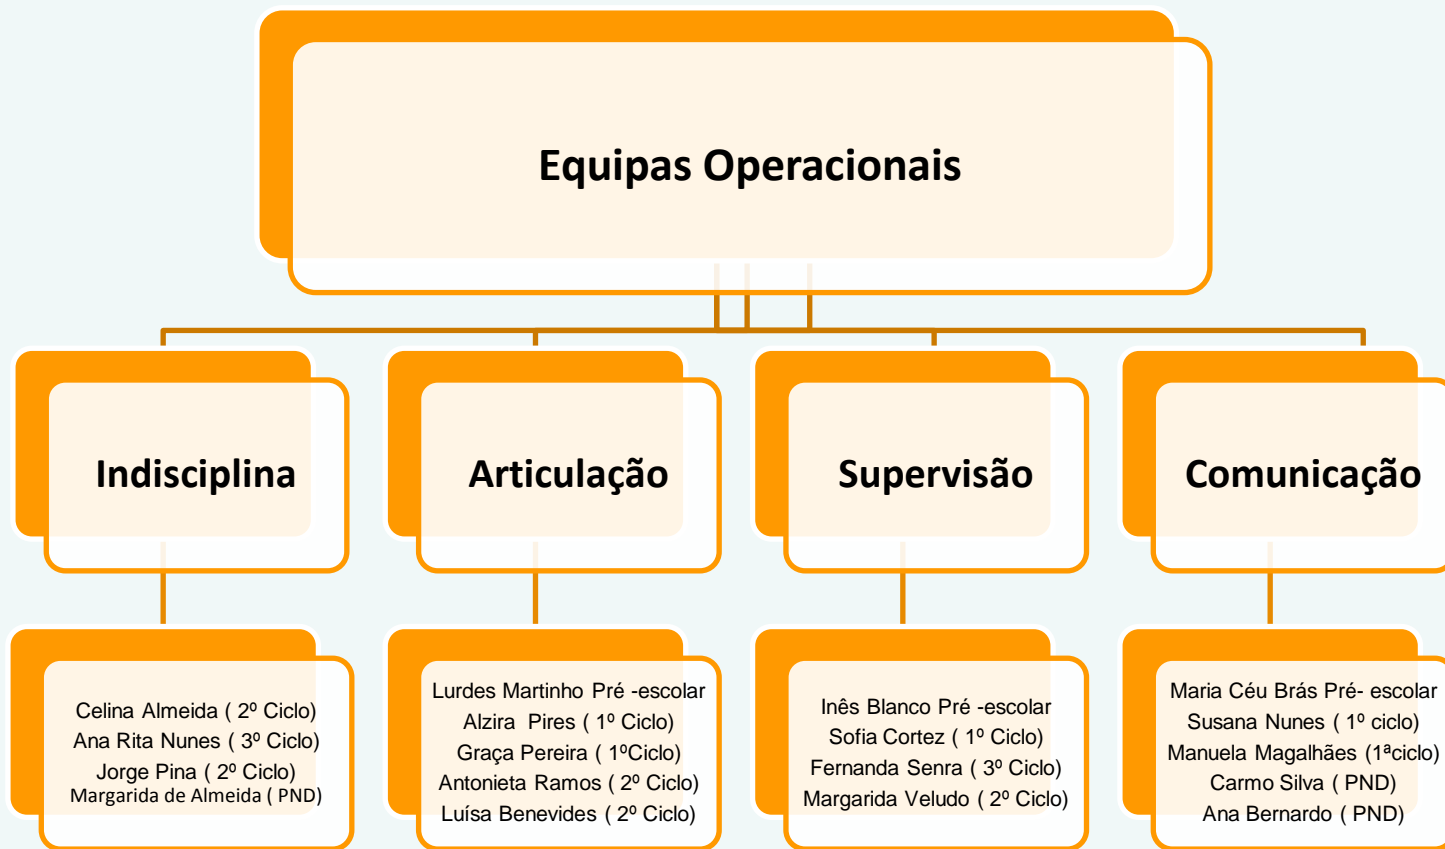 Equipas Operacionais
Indisciplina
Articulação
Supervisão
Comunicação
Celina Almeida ( 2º Ciclo)
Ana Rita Nunes ( 3º Ciclo)
Jorge Pina ( 2º Ciclo)
Margarida de Almeida ( PND)
Lurdes Martinho Pré -escolar
Alzira Pires ( 1º Ciclo)
Graça Pereira ( 1ºCiclo)
Antonieta Ramos ( 2º Ciclo)
Luísa Benevides ( 2º Ciclo)
Inês Blanco Pré -escolar
Sofia Cortez ( 1º Ciclo)
Fernanda Senra ( 3º Ciclo)
Margarida Veludo ( 2º Ciclo)
Maria Céu Brás Pré- escolar
Susana Nunes ( 1º ciclo)
Manuela Magalhães (1ªciclo)
Carmo Silva ( PND)
Ana Bernardo ( PND)